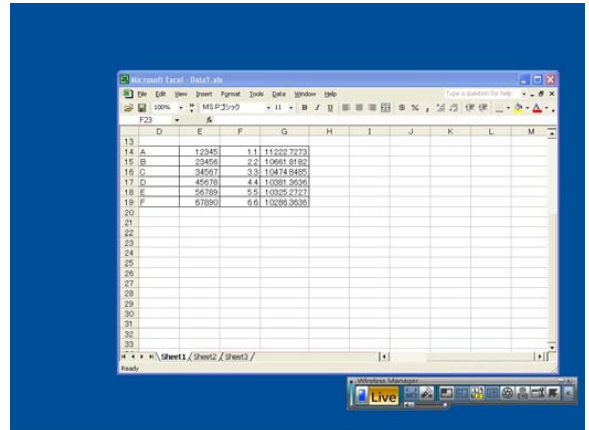 Microsoft Excel - Data1.xls
File Edit View Insert Format Tools Data Window Help Type a question for help
100% MS Pゴシック 11 B I U $ % ,
F23 fx
D E F G H I J K L M
13
14 A 12345 1.1 11222.7273
15 B 23456 2.2 10661.8182
16 C 34567 3.3 10474.8485
17 D 45678 4.4 10381.3636
18 E 56789 5.5 10325.2727
19 F 67890 6.6 10286.3636
20
21
22
23
24
25
26
27
28
29
30
31
32
33
Sheet1 Sheet2 Sheet3
Ready
Wireless Manager
Live